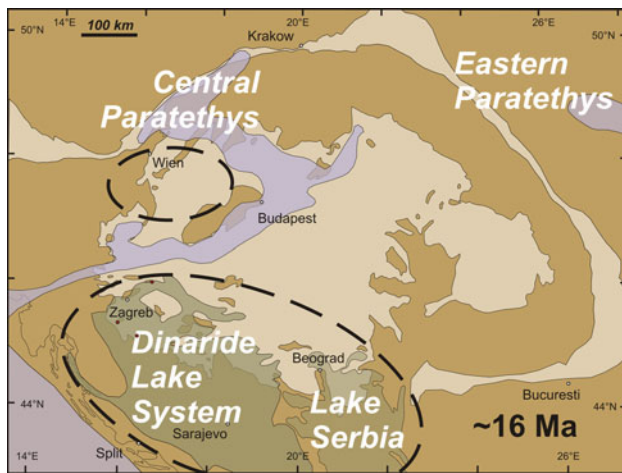 14°E
20°E
26°E
50°N
50°N
100 km
Krakow
Central
Paratethys
Eastern
Paratethys
Wien
Budapest
Zagreb
Dinaride
Lake
System
Beograd
Lake
Serbia
Bucuresti
44°N
44°N
~16 Ma
Sarajevo
Split
14°E
20°E
26°E